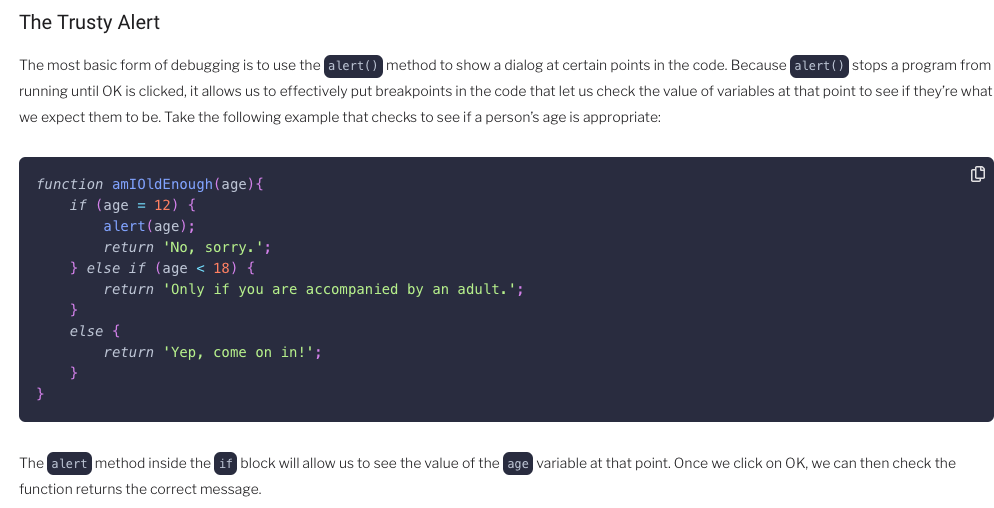 The Trusty Alert
The most basic form of debugging is to use the alert() method to show a dialog at certain points in the code. Because alert() stops a program from
running until OK is clicked, it allows us to effectively put breakpoints in the code that let us check the value of variables at that point to see if they’re what
we expect them to be. Take the following example that checks to see if a person’s age is appropriate:
function amIOldEnough(age){
    if (age = 12) {
        alert(age);
        return 'No, sorry.';
    } else if (age < 18) {
        return 'Only if you are accompanied by an adult.';
    }
    else {
        return 'Yep, come on in!';
    }
}
The alert method inside the if block will allow us to see the value of the age variable at that point. Once we click on OK, we can then check the
function returns the correct message.